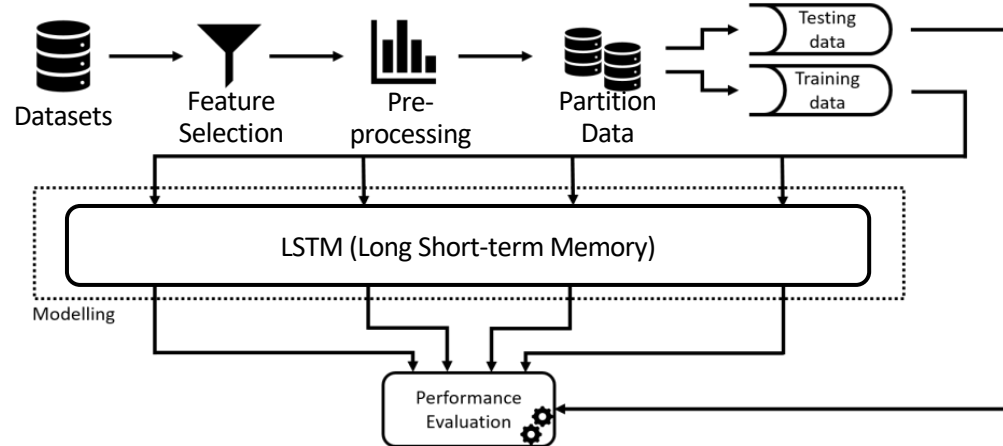 Datasets
Feature
Selection
Pre-
processing
Partition
Data
Testing
data
Training
data
LSTM (Long Short-term Memory)
Modelling
Performance
Evaluation